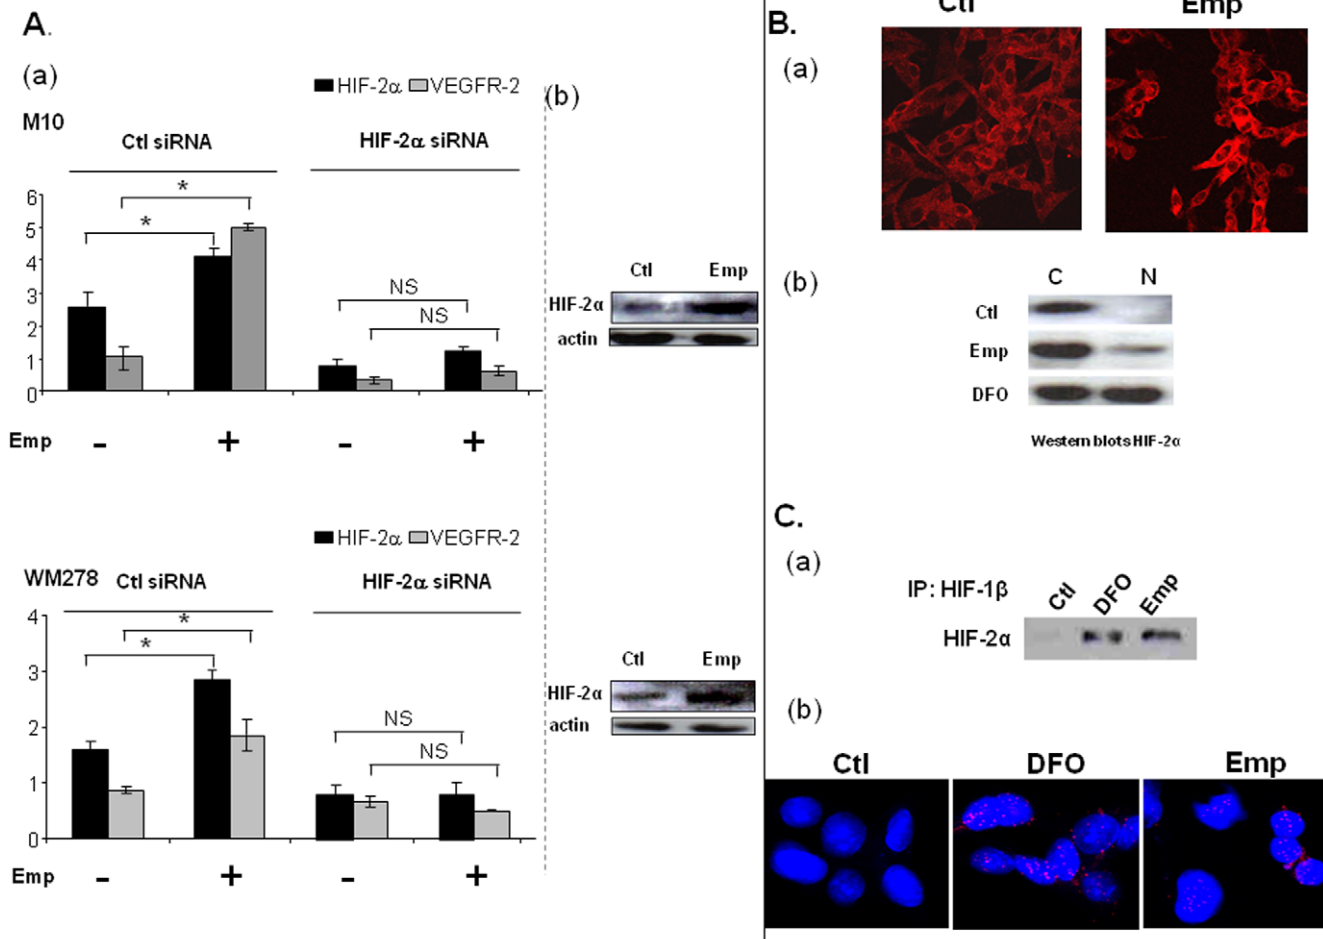 A.
(a)
M10
HIF-2α VEGFR-2
Ctl siRNA
HIF-2α siRNA
*
*
NS
NS
6
5
4
3
2
1
0
Emp - + - +
HIF-2α VEGFR-2
WM278
Ctl siRNA
HIF-2α siRNA
*
*
NS
NS
4
3
2
1
0
Emp - + - +
(b)
Ctl Emp
HIF-2α
actin
Ctl Emp
HIF-2α
actin
B.
Ctl Emp
(a)
(b)
C N
Ctl
Emp
DFO
Western blots HIF-2α
C.
(a)
IP: HIF-1β
Ctl DFO Emp
HIF-2α
(b)
Ctl DFO Emp